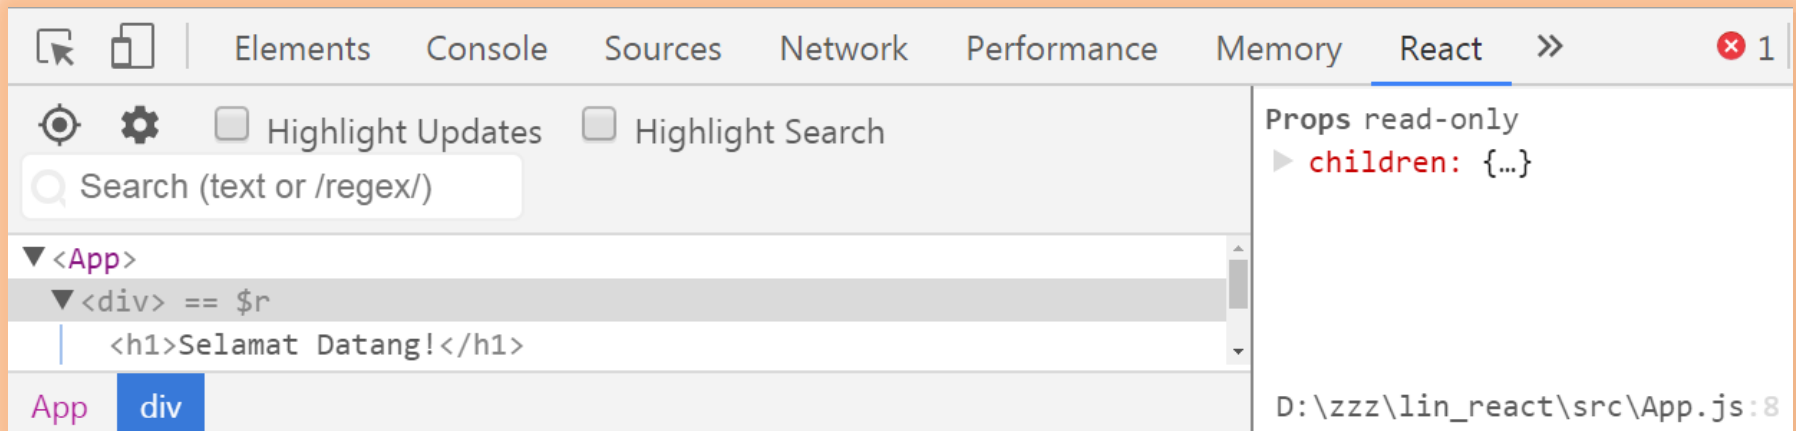 Elements Console Sources Network Performance Memory React » 1
Highlight Updates Highlight Search
Search (text or /regex/)
<App>
<div> == $r
<h1>Selamat Datang!</h1>
App div
Props read-only
children: {…}
D:\zzz\lin_react\src\App.js:8